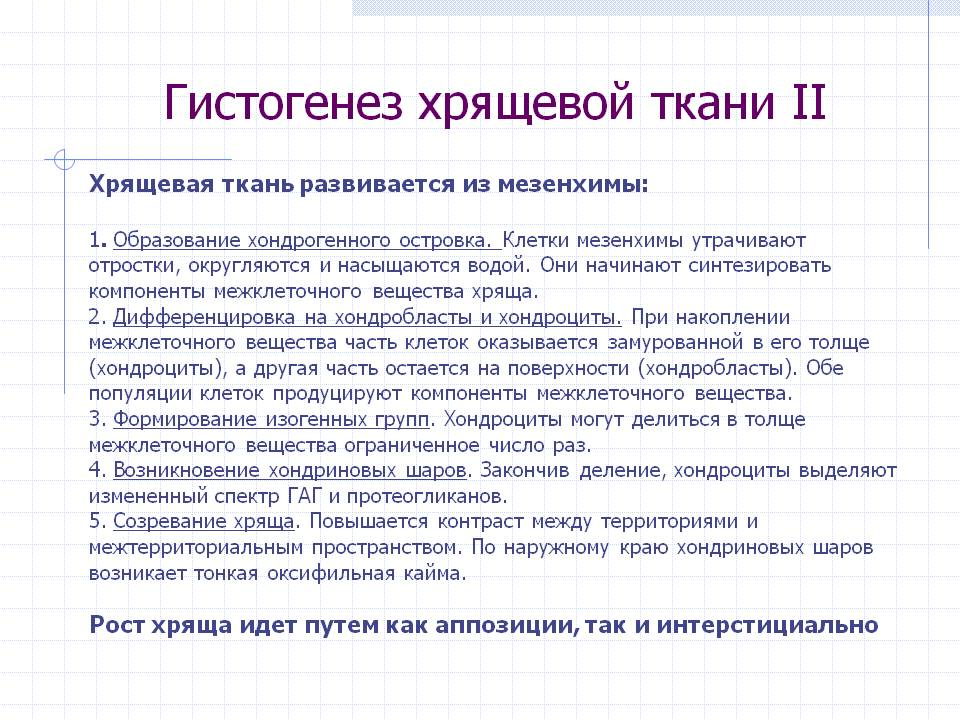 Гистогенез хрящевой ткани II
Хрящевая ткань развивается из мезенхимы:
1. Образование хондрогенного островка. Клетки мезенхимы утрачивают
отростки, округляются и насыщаются водой. Они начинают синтезировать
компоненты межклеточного вещества хряща.
2. Дифференцировка на хондробласты и хондроциты. При накоплении
межклеточного вещества часть клеток оказывается замурованной в его толще
(хондроциты), а другая часть остается на поверхности (хондробласты). Обе
популяции клеток продуцируют компоненты межклеточного вещества.
3. Формирование изогенных групп. Хондроциты могут делиться в толще
межклеточного вещества ограниченное число раз.
4. Возникновение хондриновых шаров. Закончив деление, хондроциты выделяют
измененный спектр ГАГ и протеогликанов.
5. Созревание хряща. Повышается контраст между территориями и
межтерриториальным пространством. По наружному краю хондриновых шаров
возникает тонкая оксифильная кайма.
Рост хряща идет путем как аппозиции, так и интерстициально